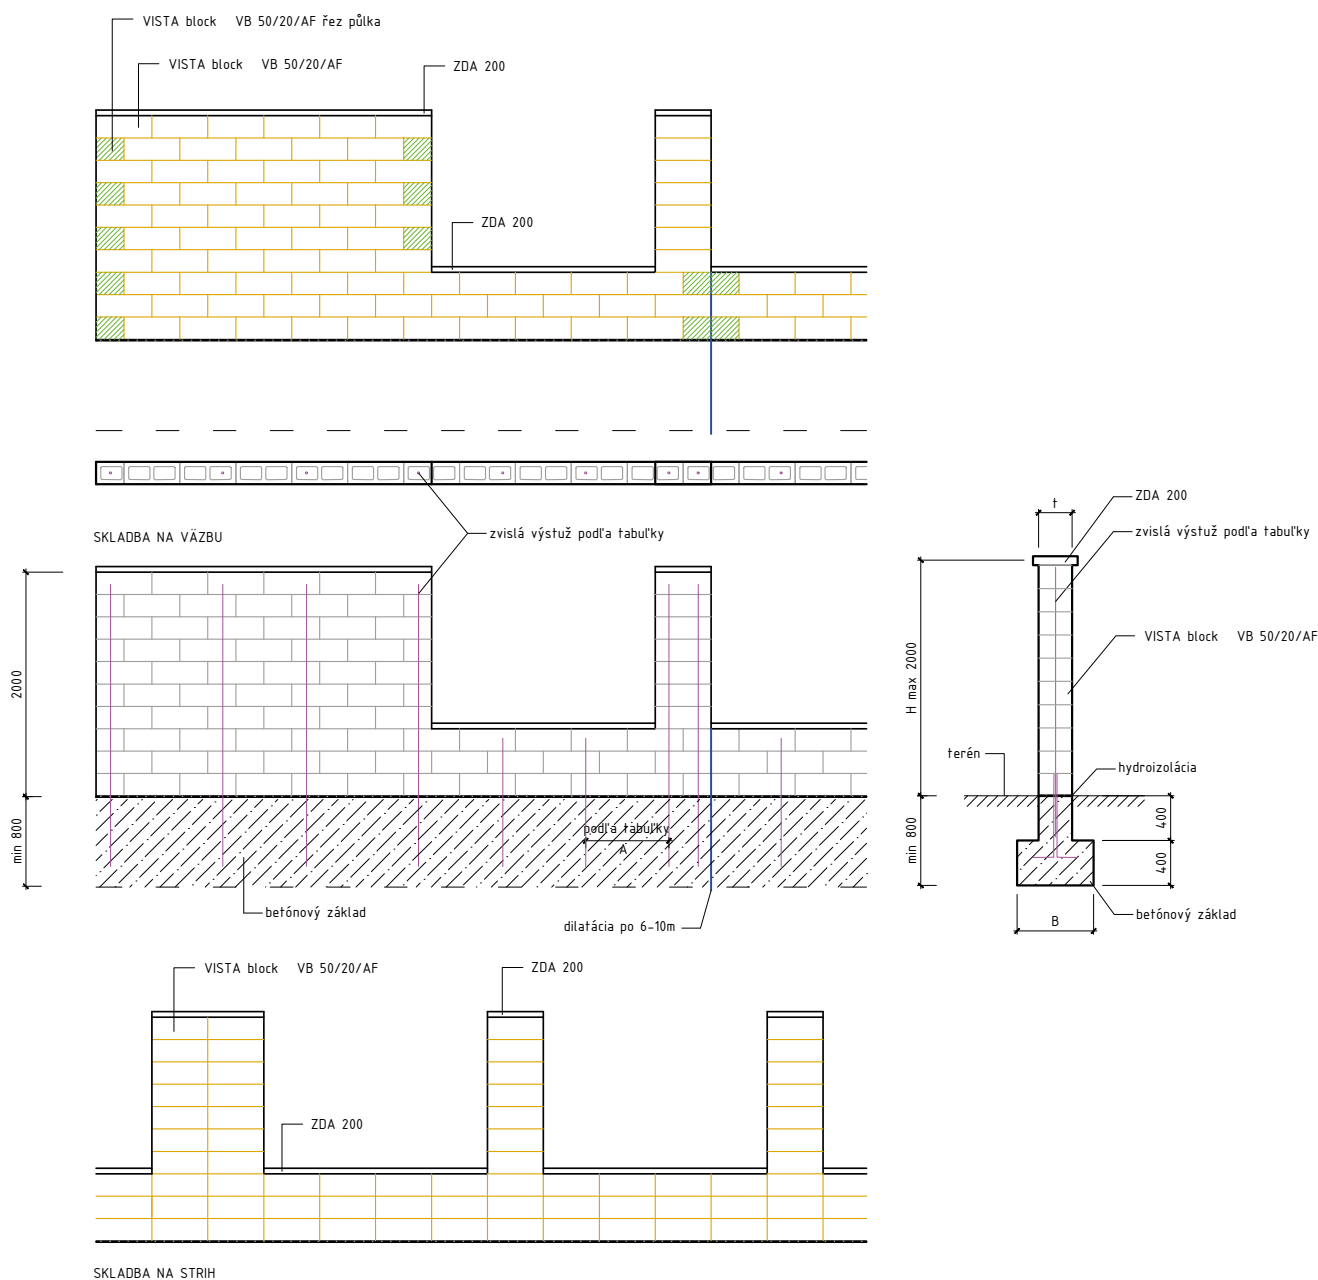 VISTA block VB 50/20/AF řez půlka
VISTA block VB 50/20/AF
ZDA 200
ZDA 200
SKLADBA NA VÄZBU
zvislá výstuž podľa tabuľky
2000
min 800
podľa tabuľky
A
betónový základ
dilatácia po 6-10m
t
ZDA 200
zvislá výstuž podľa tabuľky
VISTA block VB 50/20/AF
H max 2000
terén
hydroizolácia
min 800
400
400
betónový základ
B
VISTA block VB 50/20/AF
ZDA 200
ZDA 200
SKLADBA NA STRIH